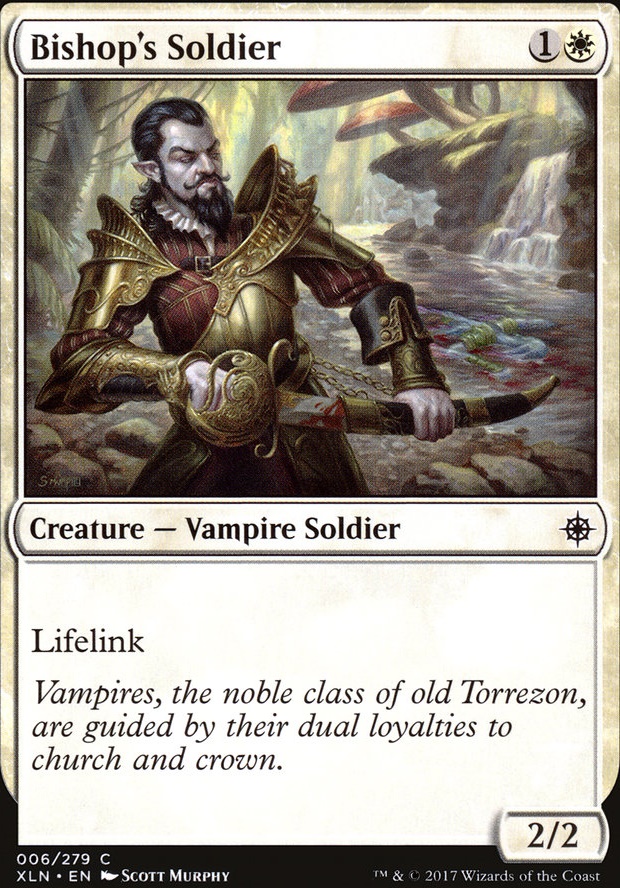 Bishop's Soldier 1
Creature — Vampire Soldier
Lifelink
Vampires, the noble class of old Torrezon,
are guided by their dual loyalties to
church and crown.
2/2
006/279 C
XLN • EN Scott Murphy
™ & © 2017 Wizards of the Coast